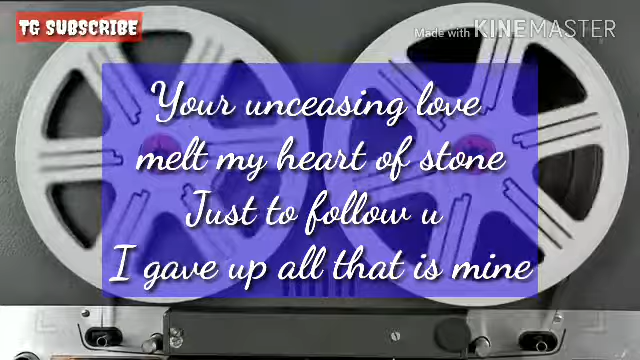 TG SUBSCRIBE
Made with KINEMASTER
Your unceasing love
melt my heart of stone
Just to follow u
I gave up all that is mine